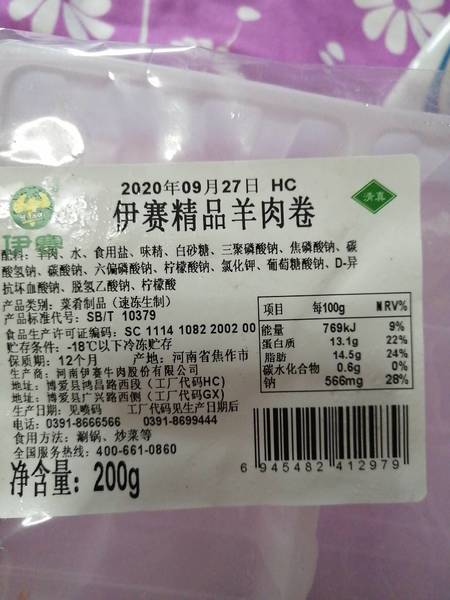 2020年09月27日 HC
伊赛精品羊肉卷
清真
伊赛
配料：羊肉、水、食用盐、味精、白砂糖、三聚磷酸钠、焦磷酸钠、碳
酸氢钠、碳酸钠、六偏磷酸钠、柠檬酸钠、氯化钾、葡萄糖酸钠、D-异
抗坏血酸钠、脱氢乙酸钠、柠檬酸
产品类别：菜肴制品（速冻生制）
产品标准代号：SB/T 10379
食品生产许可证编码：SC 1114 1082 2002 00
贮存条件：-18℃以下冷冻贮存
保质期：12个月 产地：河南省焦作市
生产商：河南伊赛牛肉股份有限公司
地址：博爱县鸿昌路西段（工厂代码HC）
地址：博爱县广兴路西侧（工厂代码GX）
生产日期：见喷码 工厂代码见生产日期后
电话：0391-8666566 0391-8699444
食用方法：涮锅、炒菜等
全国服务热线：400-661-0860
净含量：200g
项目 每100g NRV%
能量 769kJ 9%
蛋白质 13.1g 22%
脂肪 14.5g 24%
碳水化合物 0.6g 0%
钠 566mg 28%
6 945482 412979